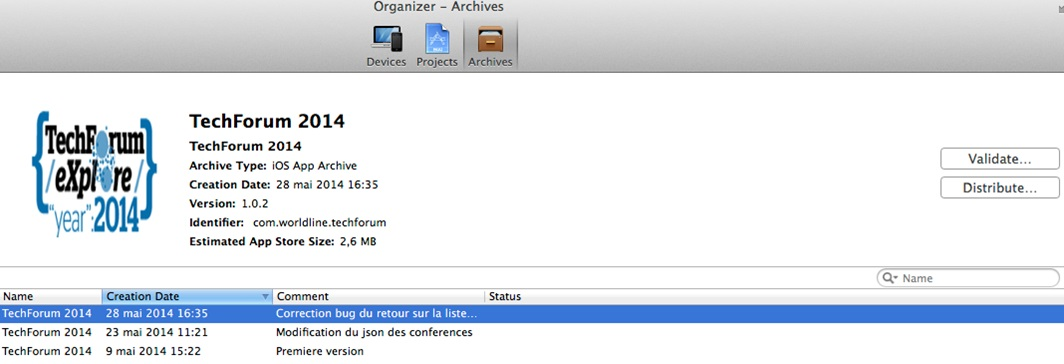 Organizer – Archives
Devices Projects Archives
TechForum
/eXplore/
"year":2014
TechForum 2014
TechForum 2014
Archive Type: iOS App Archive
Creation Date: 28 mai 2014 16:35
Version: 1.0.2
Identifier: com.worldline.techforum
Estimated App Store Size: 2,6 MB
Validate...
Distribute...
Name
Name Creation Date Comment Status
TechForum 2014 28 mai 2014 16:35 Correction bug du retour sur la liste...
TechForum 2014 23 mai 2014 11:21 Modification du json des conferences
TechForum 2014 9 mai 2014 15:22 Premiere version